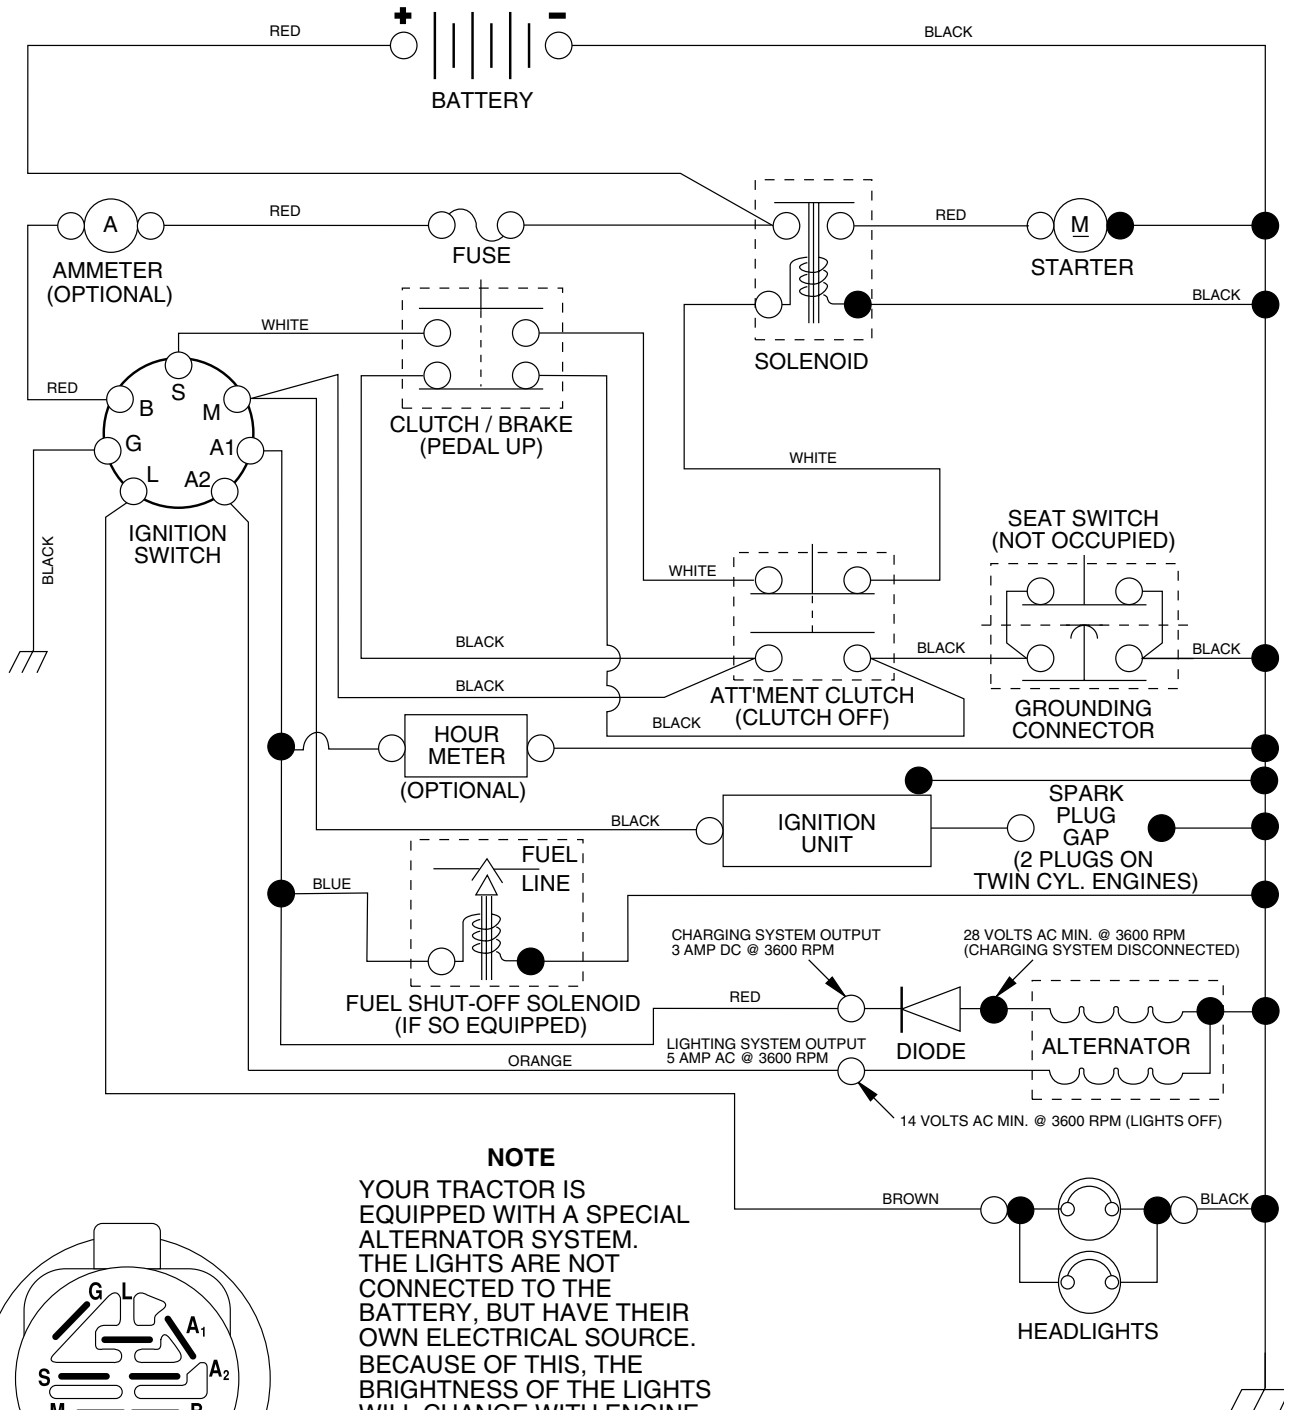 RED
+
-
BLACK
BATTERY
A
RED
FUSE
RED
M
AMMETER
(OPTIONAL)
STARTER
BLACK
SOLENOID
WHITE
RED
S
B
M
G
A1
L
A2
IGNITION
SWITCH
BLACK
CLUTCH / BRAKE
(PEDAL UP)
WHITE
SEAT SWITCH
(NOT OCCUPIED)
WHITE
BLACK
BLACK
BLACK
BLACK
BLACK
ATT'MENT CLUTCH
(CLUTCH OFF)
GROUNDING
CONNECTOR
HOUR
METER
(OPTIONAL)
BLACK
IGNITION
UNIT
SPARK
PLUG
GAP
(2 PLUGS ON
TWIN CYL. ENGINES)
FUEL
LINE
BLUE
FUEL SHUT-OFF SOLENOID
(IF SO EQUIPPED)
CHARGING SYSTEM OUTPUT
3 AMP DC @ 3600 RPM
28 VOLTS AC MIN. @ 3600 RPM
(CHARGING SYSTEM DISCONNECTED)
RED
DIODE
ALTERNATOR
LIGHTING SYSTEM OUTPUT
5 AMP AC @ 3600 RPM
ORANGE
14 VOLTS AC MIN. @ 3600 RPM (LIGHTS OFF)
BROWN
BLACK
HEADLIGHTS
NOTE
YOUR TRACTOR IS
EQUIPPED WITH A SPECIAL
ALTERNATOR SYSTEM.
THE LIGHTS ARE NOT
CONNECTED TO THE
BATTERY, BUT HAVE THEIR
OWN ELECTRICAL SOURCE.
BECAUSE OF THIS, THE
BRIGHTNESS OF THE LIGHTS
WILL CHANGE WITH ENGINE
G
L
A1
A2
S
M
B